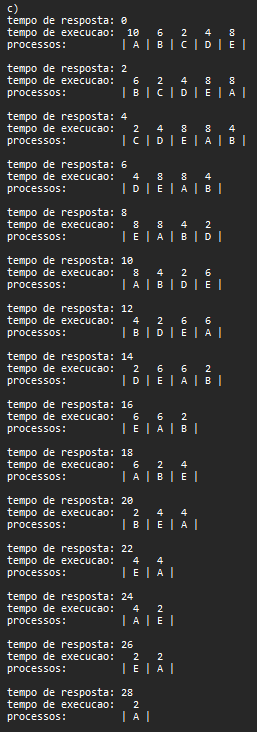 c)
tempo de resposta: 0
tempo de execucao:  10   6   2   4   8
processos:        | A | B | C | D | E |
tempo de resposta: 2
tempo de execucao:   6   2   4   8   8
processos:        | B | C | D | E | A |
tempo de resposta: 4
tempo de execucao:   2   4   8   8   4
processos:        | C | D | E | A | B |
tempo de resposta: 6
tempo de execucao:   4   8   8   4
processos:        | D | E | A | B |
tempo de resposta: 8
tempo de execucao:   8   8   4   2
processos:        | E | A | B | D |
tempo de resposta: 10
tempo de execucao:   8   4   2   6
processos:        | A | B | D | E |
tempo de resposta: 12
tempo de execucao:   4   2   6   6
processos:        | B | D | E | A |
tempo de resposta: 14
tempo de execucao:   2   6   6   2
processos:        | D | E | A | B |
tempo de resposta: 16
tempo de execucao:   6   6   2
processos:        | E | A | B |
tempo de resposta: 18
tempo de execucao:   6   2   4
processos:        | A | B | E |
tempo de resposta: 20
tempo de execucao:   2   4   4
processos:        | B | E | A |
tempo de resposta: 22
tempo de execucao:   4   4
processos:        | E | A |
tempo de resposta: 24
tempo de execucao:   4   2
processos:        | A | E |
tempo de resposta: 26
tempo de execucao:   2   2
processos:        | E | A |
tempo de resposta: 28
tempo de execucao:   2
processos:        | A |